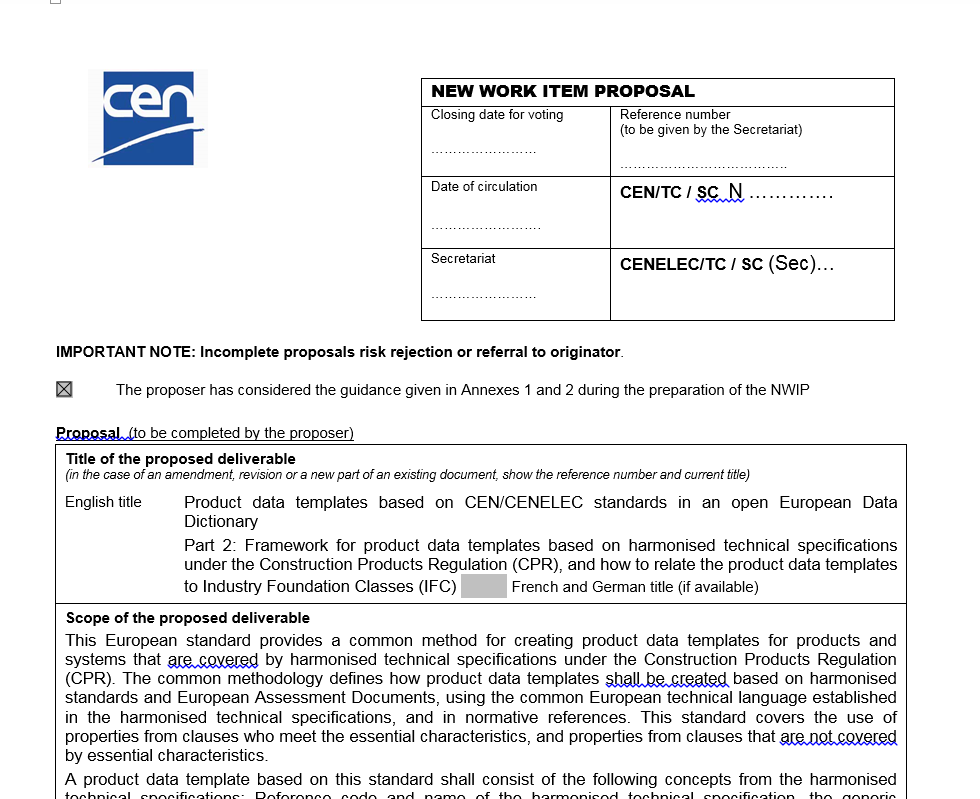 cen
NEW WORK ITEM PROPOSAL
Closing date for voting
Reference number
(to be given by the Secretariat)
.......................
....................................
Date of circulation
CEN/TC / SC N ............
........................
Secretariat
CENELEC/TC / SC (Sec)...
.......................
IMPORTANT NOTE: Incomplete proposals risk rejection or referral to originator.
The proposer has considered the guidance given in Annexes 1 and 2 during the preparation of the NWIP
Proposal (to be completed by the proposer)
Title of the proposed deliverable
(in the case of an amendment, revision or a new part of an existing document, show the reference number and current title)
English title Product data templates based on CEN/CENELEC standards in an open European Data
Dictionary
Part 2: Framework for product data templates based on harmonised technical specifications
under the Construction Products Regulation (CPR), and how to relate the product data templates
to Industry Foundation Classes (IFC) French and German title (if available)
Scope of the proposed deliverable
This European standard provides a common method for creating product data templates for products and
systems that are covered by harmonised technical specifications under the Construction Products Regulation
(CPR). The common methodology defines how product data templates shall be created based on harmonised
standards and European Assessment Documents, using the common European technical language established
in the harmonised technical specifications, and in normative references. This standard covers the use of
properties from clauses who meet the essential characteristics, and properties from clauses that are not covered
by essential characteristics.
A product data template based on this standard shall consist of the following concepts from the harmonised
technical specifications: Reference code and name of the harmonised technical specification, the generic